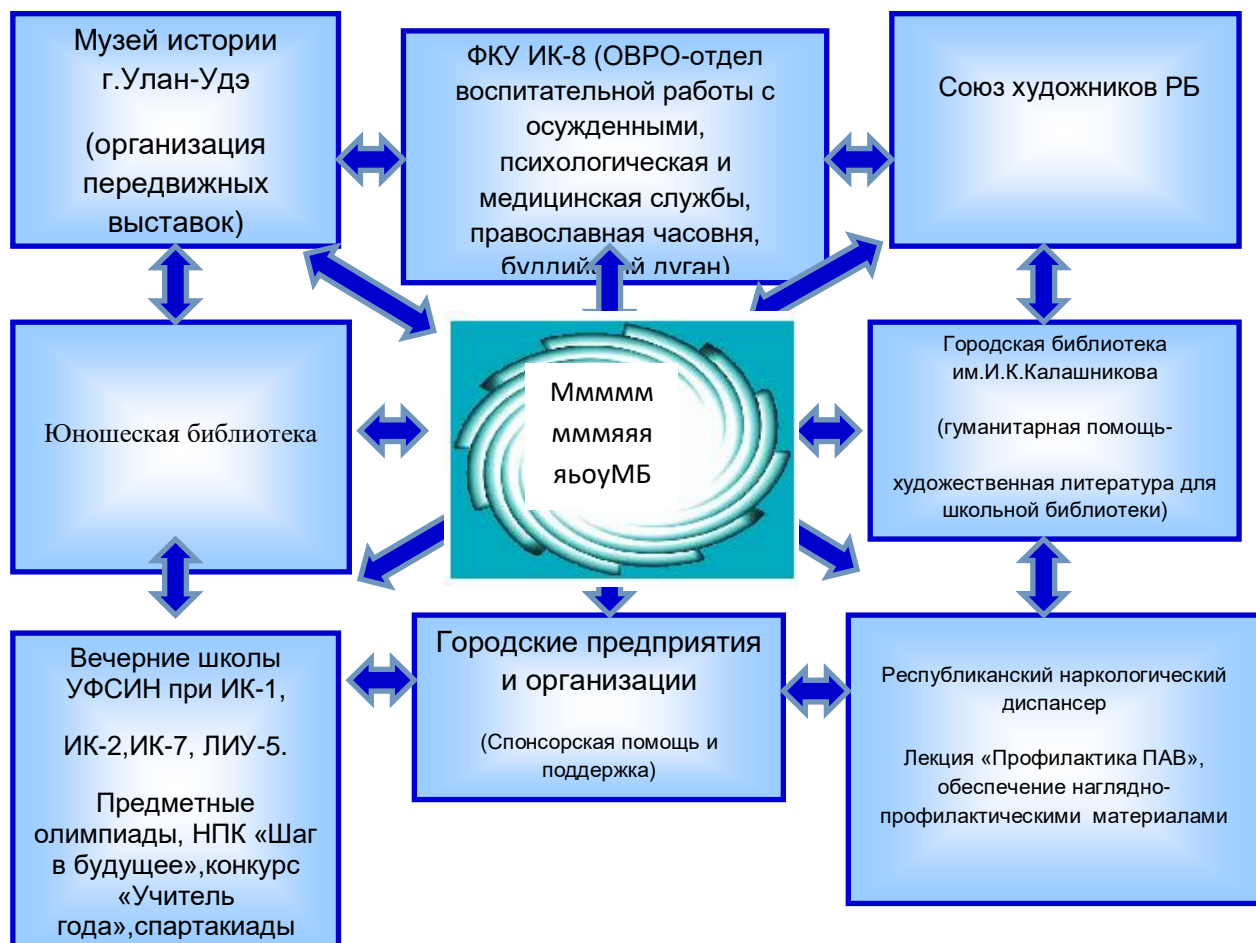 Музей истории
г.Улан-Удэ
(организация
передвижных
выставок)
ФКУ ИК-8 (ОВРО-отдел
воспитательной работы с
осужденными,
психологическая и
медицинская службы,
православная часовня,
дуган)
Союз художников РБ
Юношеская библиотека
Ммммм
мммяяя
яьоуМБ
Городская библиотека
им.И.К.Калашникова
(гуманитарная помощь-
художественная литература для
школьной библиотеки)
Вечерние школы
УФСИН при ИК-1,
ИК-2,ИК-7, ЛИУ-5.
Предметные
олимпиады, НПК «Шаг
в будущее»,конкурс
«Учитель
года»,спартакиады
Городские предприятия
и организации
(Спонсорская помощь и
поддержка)
Республиканский наркологический
диспансер
Лекция «Профилактика ПАВ»,
обеспечение наглядно-
профилактическими материалами